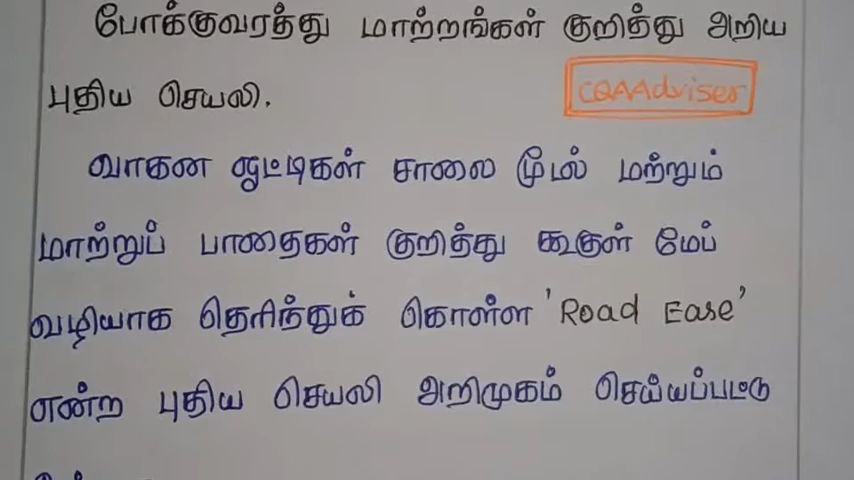 போக்குவரத்து மாற்றங்கள் குறித்து அறிய
புதிய செயலி.
CQAAdviser
வாகன ஓட்டிகள் சாலை மூடல் மற்றும்
மாற்றுப் பாதைகள் குறித்து கூகுள் மேப்
வழியாக தெரிந்துக் கொள்ள 'Road Ease'
என்ற புதிய செயலி அறிமுகம் செய்யப்பட்டு